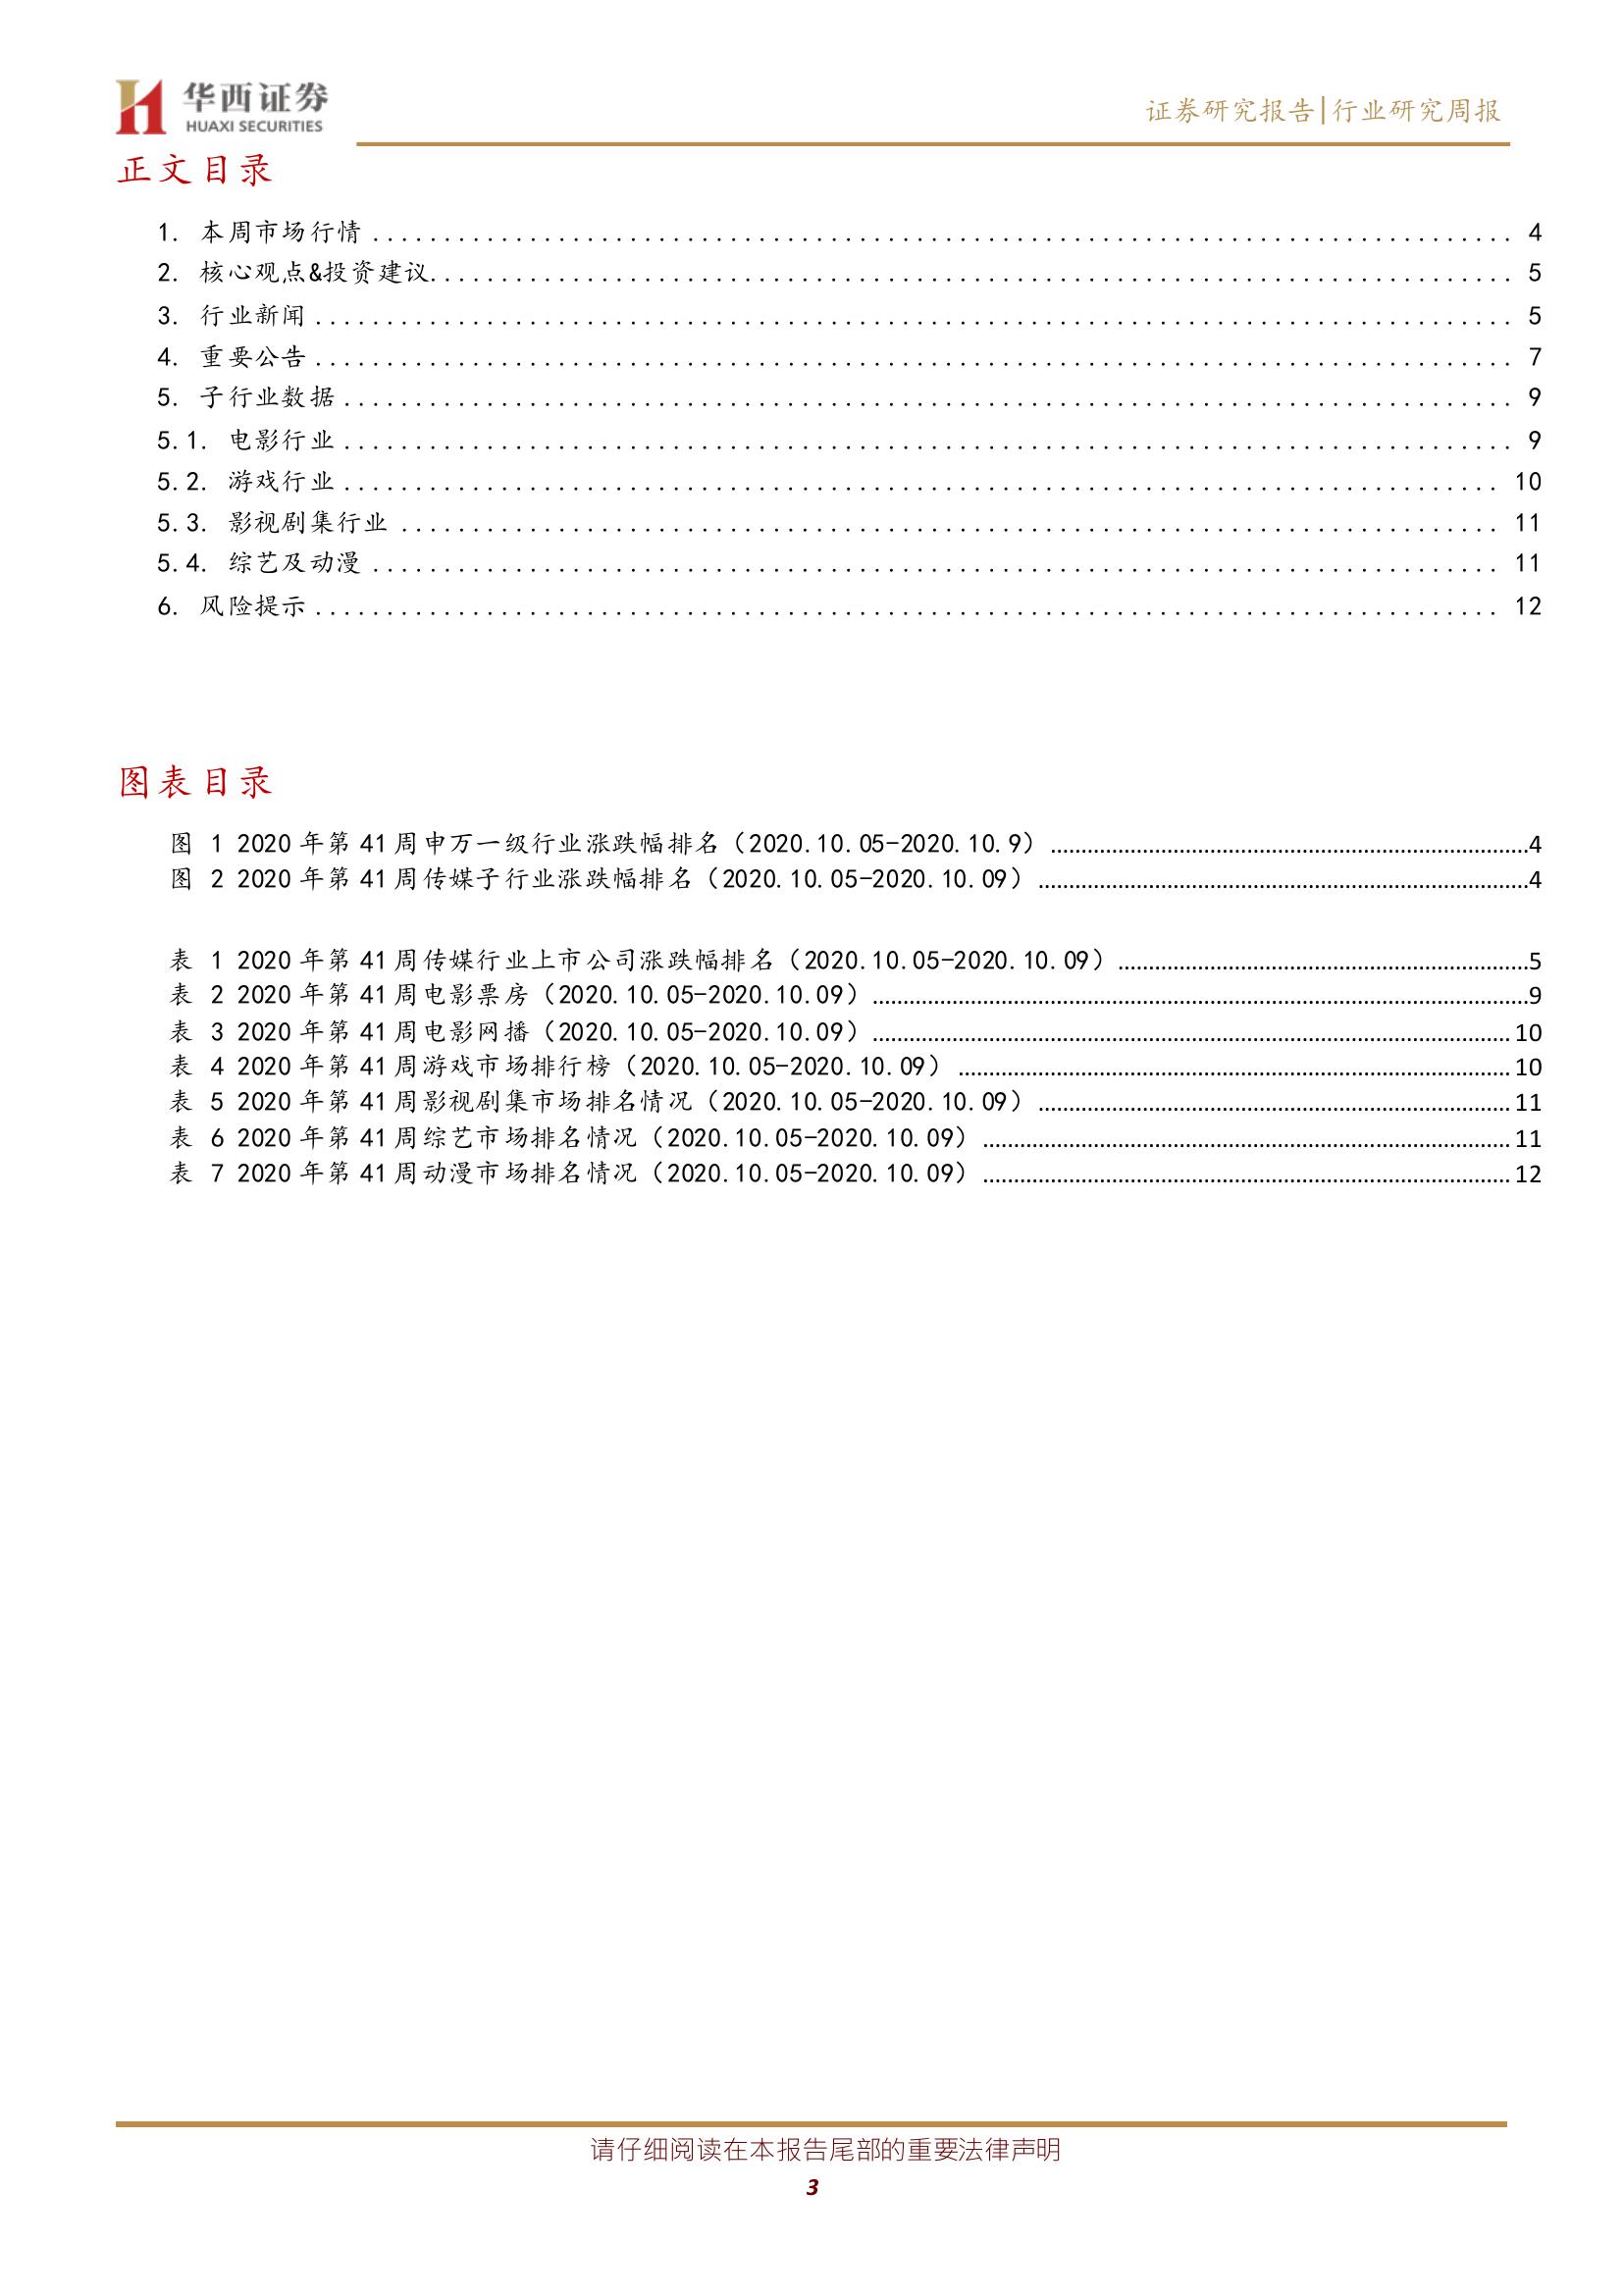 华西证券
HUAXI SECURITIES
证券研究报告|行业研究周报
正文目录
1. 本周市场行情 ................................................................................ 4
2. 核心观点&投资建议............................................................................ 5
3. 行业新闻 .................................................................................... 5
4. 重要公告 .................................................................................... 7
5. 子行业数据 .................................................................................. 9
5.1. 电影行业 .................................................................................. 9
5.2. 游戏行业 ................................................................................. 10
5.3. 影视剧集行业 ............................................................................. 11
5.4. 综艺及动漫 ............................................................................... 11
6. 风险提示 ................................................................................... 12
图表目录
图 1 2020 年第 41 周申万一级行业涨跌幅排名（2020.10.05-2020.10.9）..............................4
图 2 2020 年第 41 周传媒子行业涨跌幅排名（2020.10.05-2020.10.09）..............................4
表 1 2020 年第 41 周传媒行业上市公司涨跌幅排名（2020.10.05-2020.10.09）..............................5
表 2 2020 年第 41 周电影票房（2020.10.05-2020.10.09）..............................9
表 3 2020 年第 41 周电影网播（2020.10.05-2020.10.09）..............................10
表 4 2020 年第 41 周游戏市场排行榜（2020.10.05-2020.10.09）..............................10
表 5 2020 年第 41 周影视剧集市场排名情况（2020.10.05-2020.10.09）..............................11
表 6 2020 年第 41 周综艺市场排名情况（2020.10.05-2020.10.09）..............................11
表 7 2020 年第 41 周动漫市场排名情况（2020.10.05-2020.10.09）..............................12
请仔细阅读在本报告尾部的重要法律声明
3